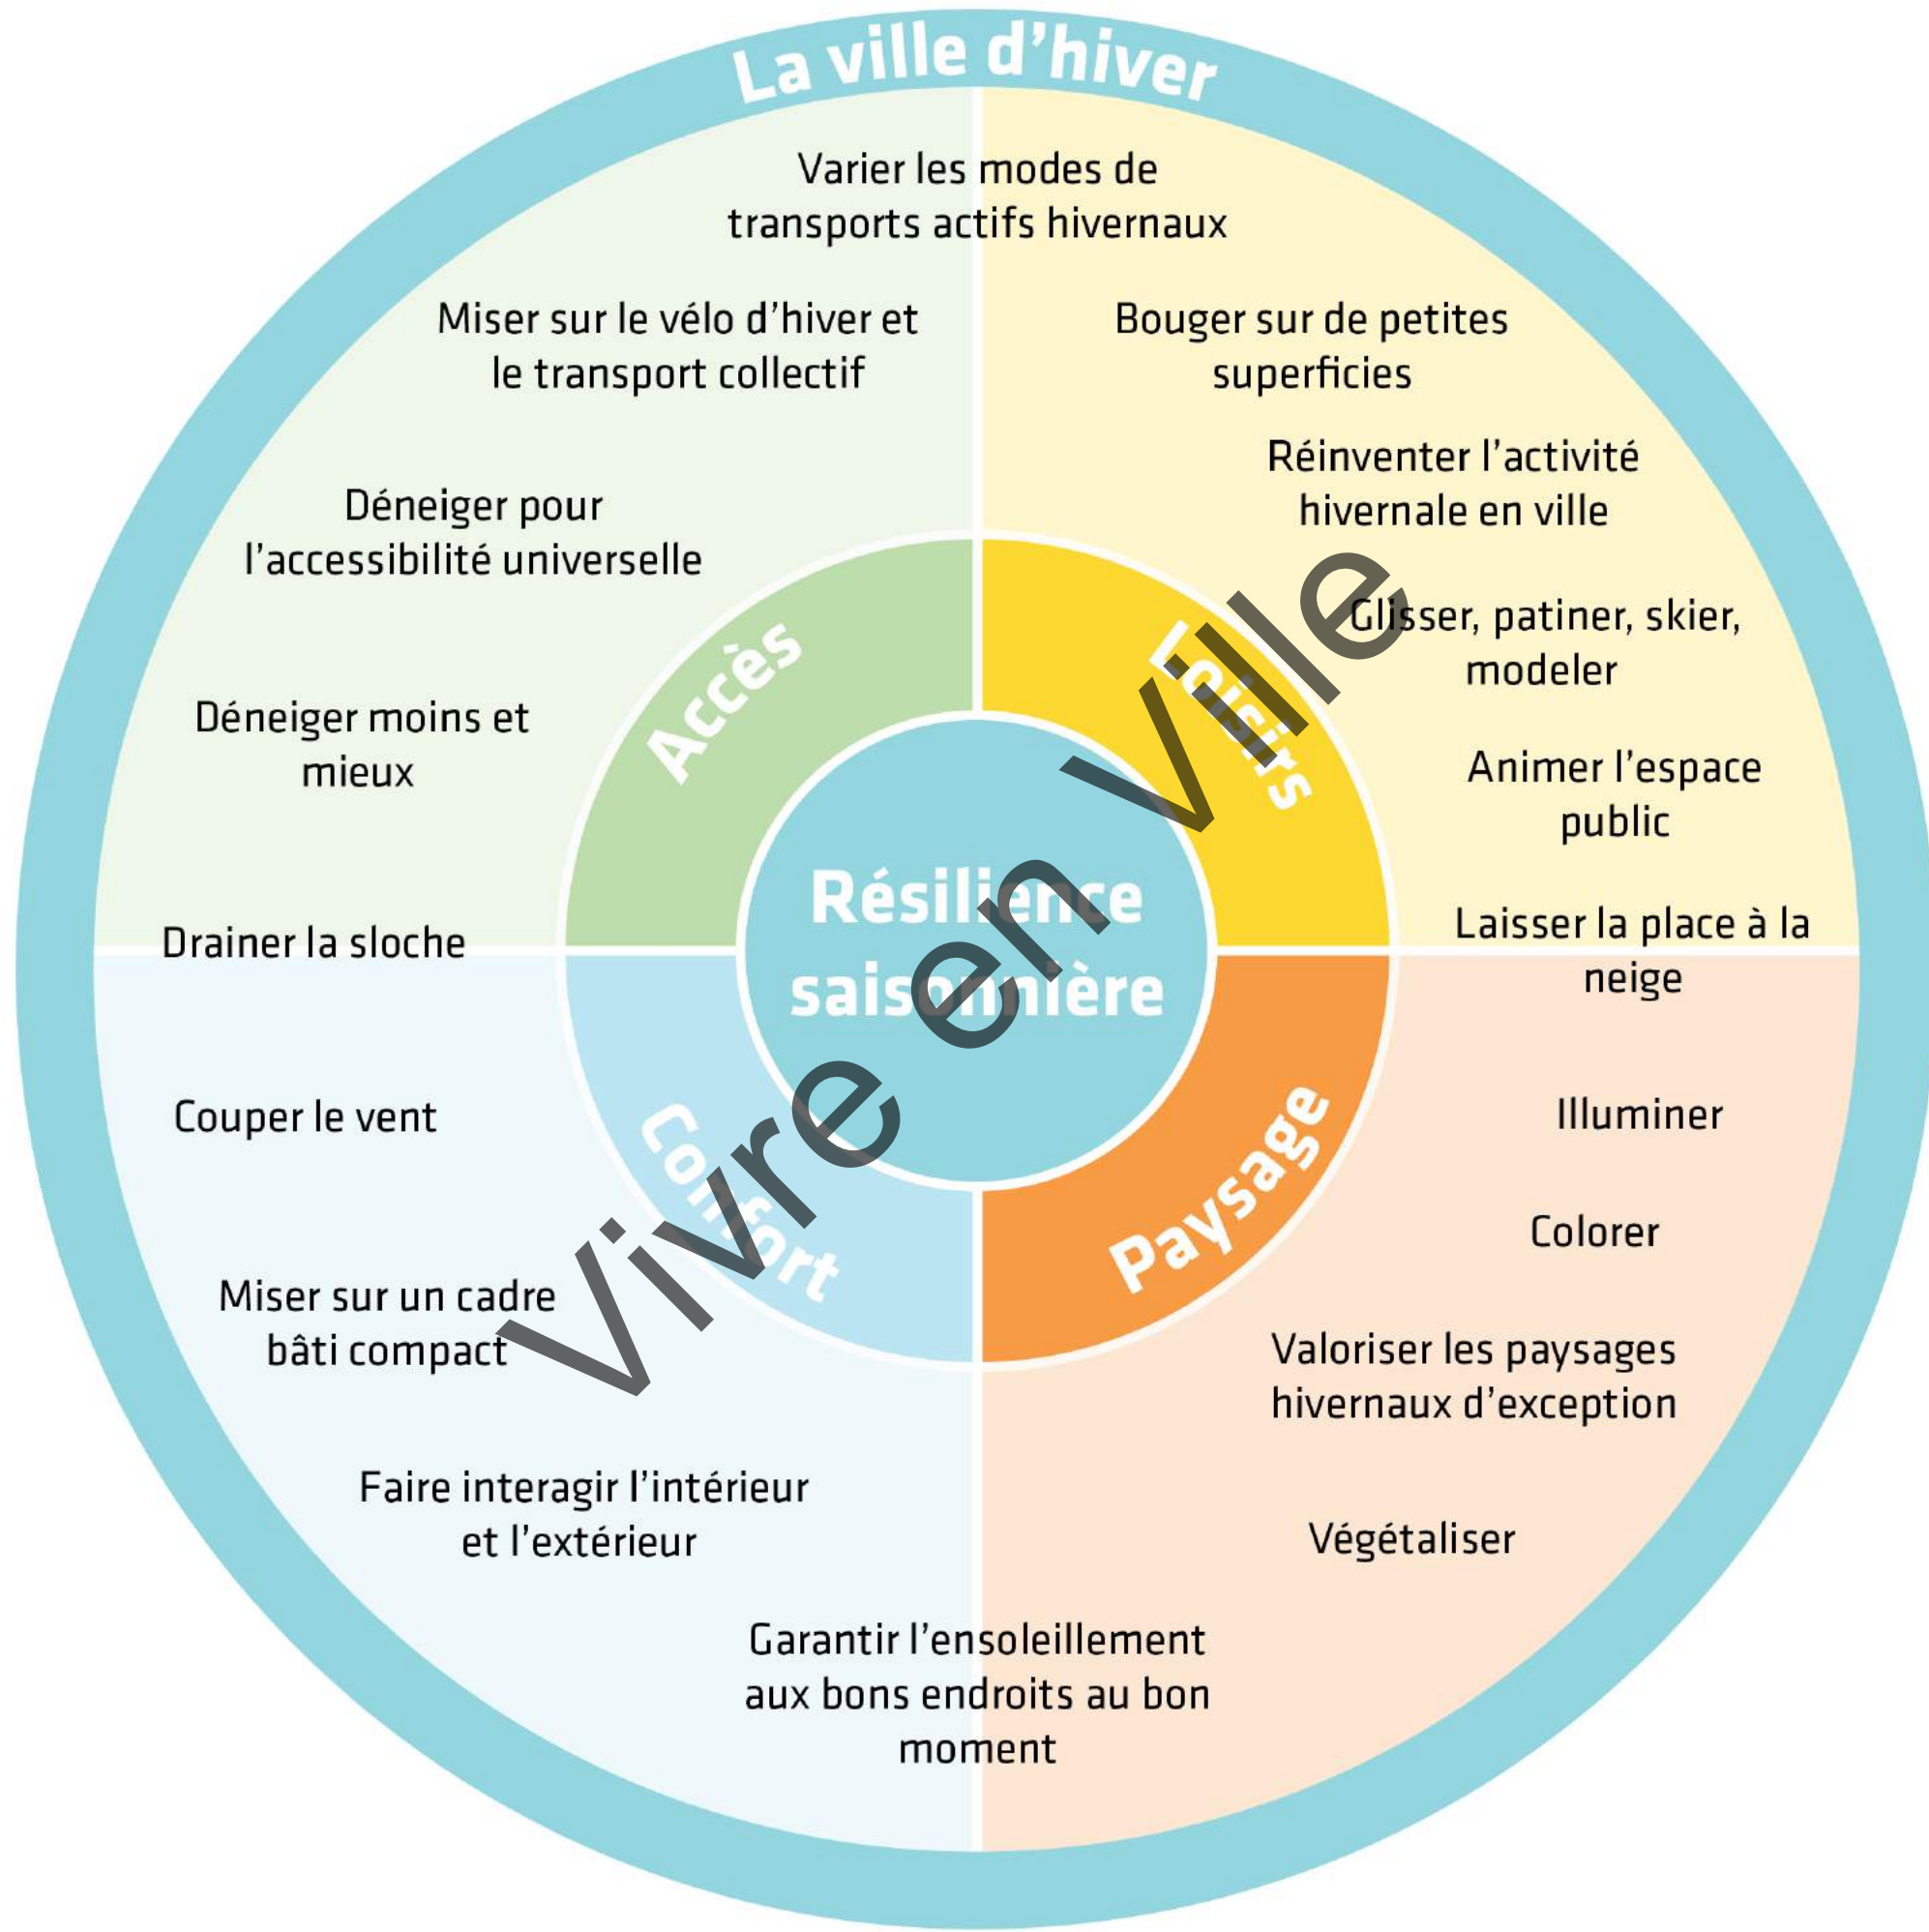 La ville d'hiver
Varier les modes de
transports actifs hivernaux
Miser sur le vélo d'hiver et
le transport collectif
Déneiger pour
l'accessibilité universelle
Déneiger moins et
mieux
Drainer la sloche
Bouger sur de petites
superficies
Réinventer l'activité
hivernale en ville
Glisser, patiner, skier,
modeler
Animer l'espace
public
Laisser la place à la
neige
Accès
Loisirs
Résilience
saisonnière
Confort
Paysage
Couper le vent
Miser sur un cadre
bâti compact
Faire interagir l'intérieur
et l'extérieur
Garantir l'ensoleillement
aux bons endroits au bon
moment
Illuminer
Colorer
Valoriser les paysages
hivernaux d'exception
Végétaliser
Vivre en Ville